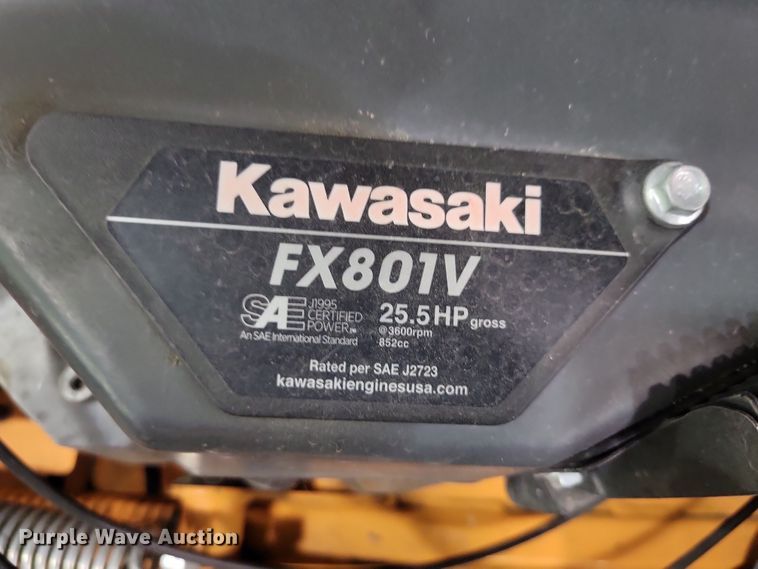 Kawasaki
FX801V
SAE J1995 CERTIFIED POWER™
An SAE International Standard
25.5 HP gross
@3600rpm
852cc
Rated per SAE J2723
kawasakienginesusa.com
Purple Wave Auction